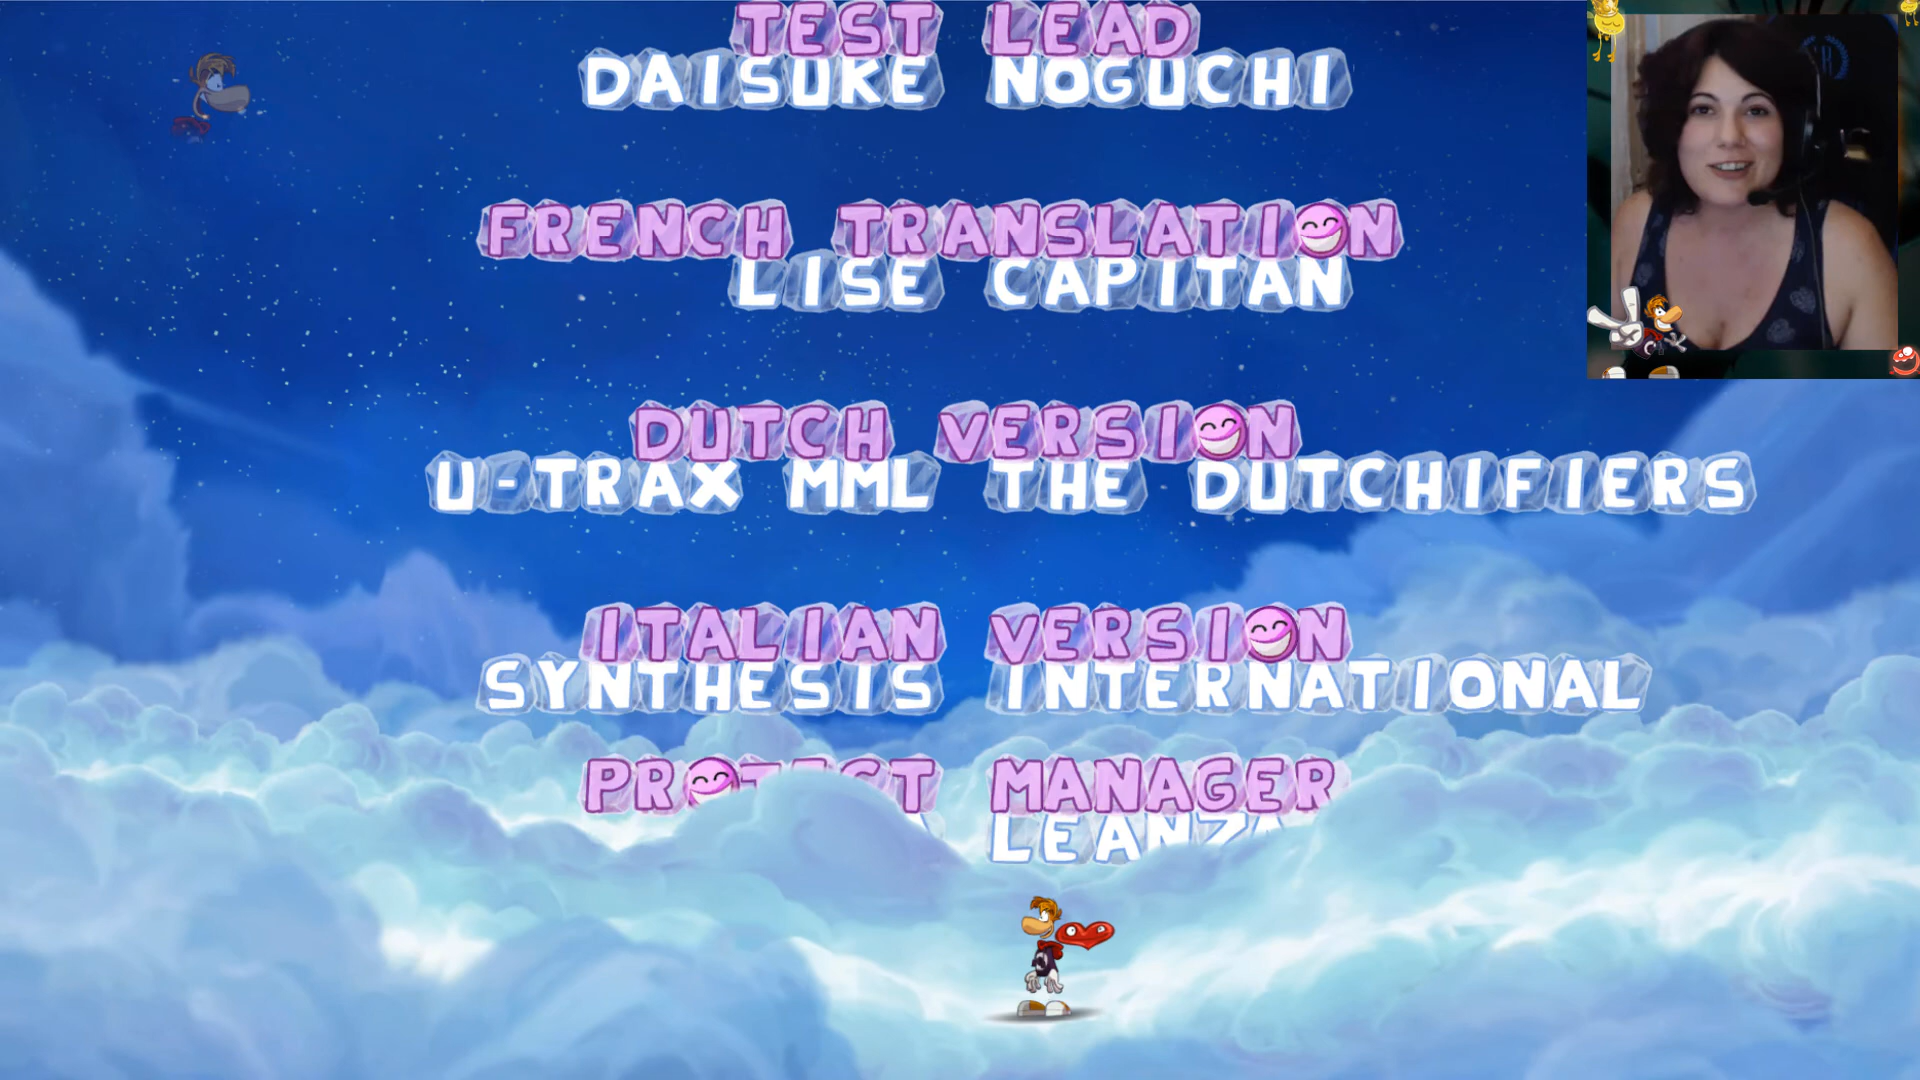 TEST LEAD
DAISUKE NOGUCHI
FRENCH TRANSLATION
LISE CAPITAN
DUTCH VERSION
U-TRAX MML THE DUTCHIFIERS
ITALIAN VERSION
SYNTHESIS INTERNATIONAL
MANAGER